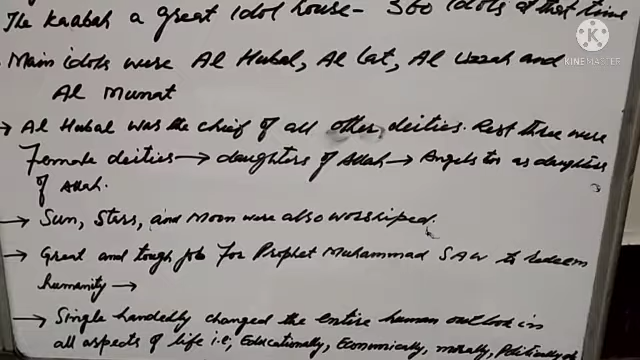 The Kaabah a great idol house - 360 idols at that time
KINEMASTER
Main idols were Al Hubal, Al Lat, Al Uzzah and
Al Munat
→ Al Hubal was the chief of all other deities. Rest three were
Female deities → daughters of Allah → Angels too as daughters
of Allah.
→ Sun, Stars, and Moon were also worshiped.
→ Great and tough job for Prophet Muhammad SAW to redeem
humanity →
→ Single handedly changed the entire human outlook in
all aspects of life i.e; Educationally, Economically, morally, Politically